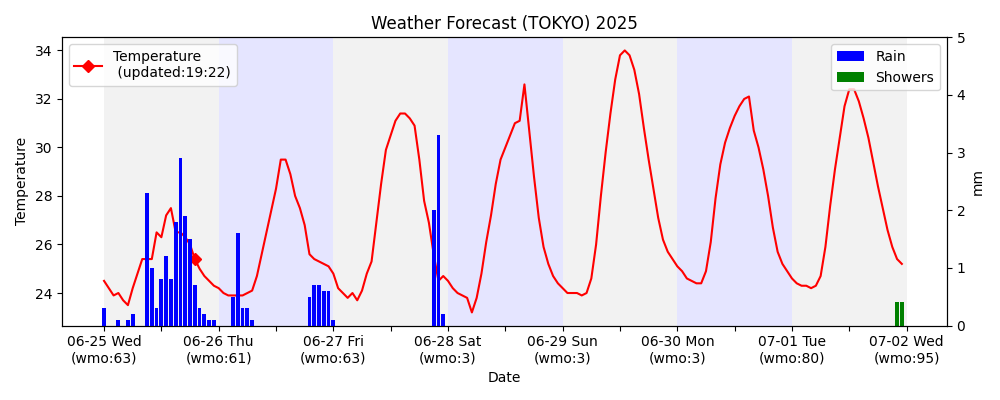 Weather Forecast (TOKYO) 2025
Temperature
(updated:19:22)
Rain
Showers
Temperature
34
32
30
28
26
24
5
4
3
2
1
0
mm
06-25 Wed
(wmo:63)
06-26 Thu
(wmo:61)
06-27 Fri
(wmo:63)
06-28 Sat
(wmo:3)
06-29 Sun
(wmo:3)
06-30 Mon
(wmo:3)
07-01 Tue
(wmo:80)
07-02 Wed
(wmo:95)
Date